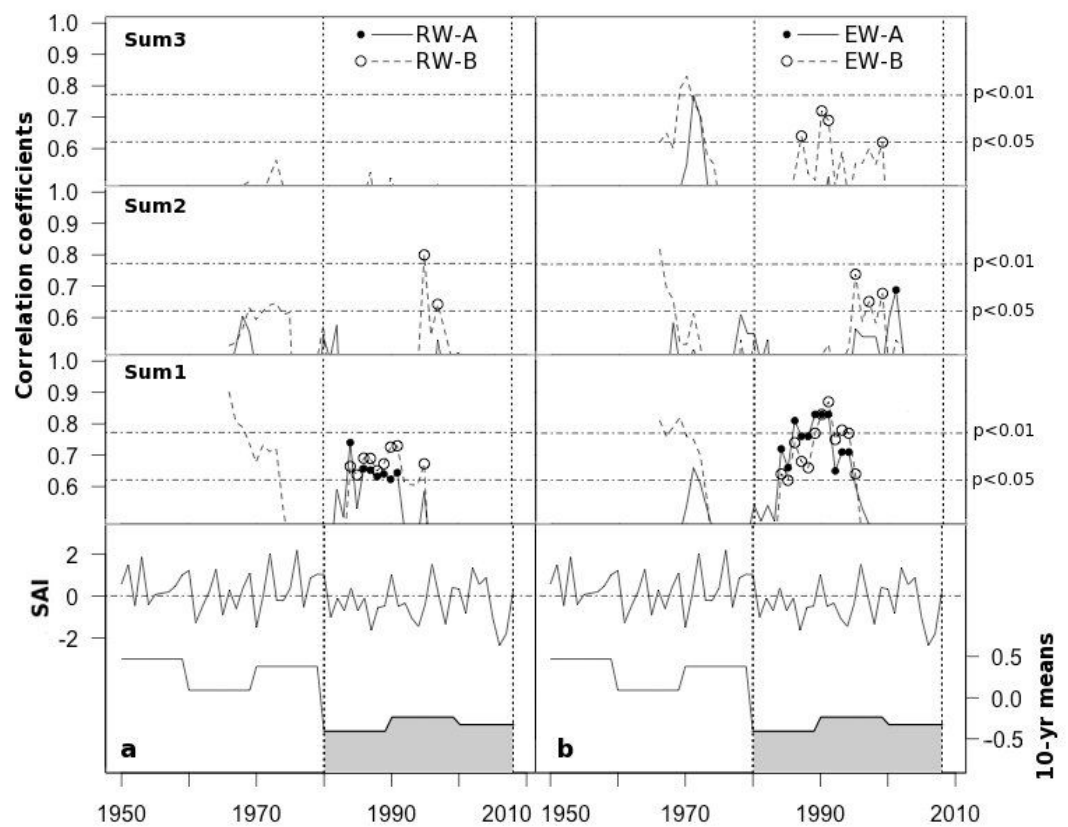 Correlation coefficients
1.0
0.9
0.8
0.7
0.6
Sum3
RW-A
RW-B
EW-A
EW-B
p<0.01
p<0.05
1.0
0.9
0.8
0.7
0.6
Sum2
p<0.01
p<0.05
1.0
0.9
0.8
0.7
0.6
Sum1
p<0.01
p<0.05
SAI
2
0
-2
a
b
0.5
0.0
-0.5
10-yr means
1950 1970 1990 2010 1950 1970 1990 2010